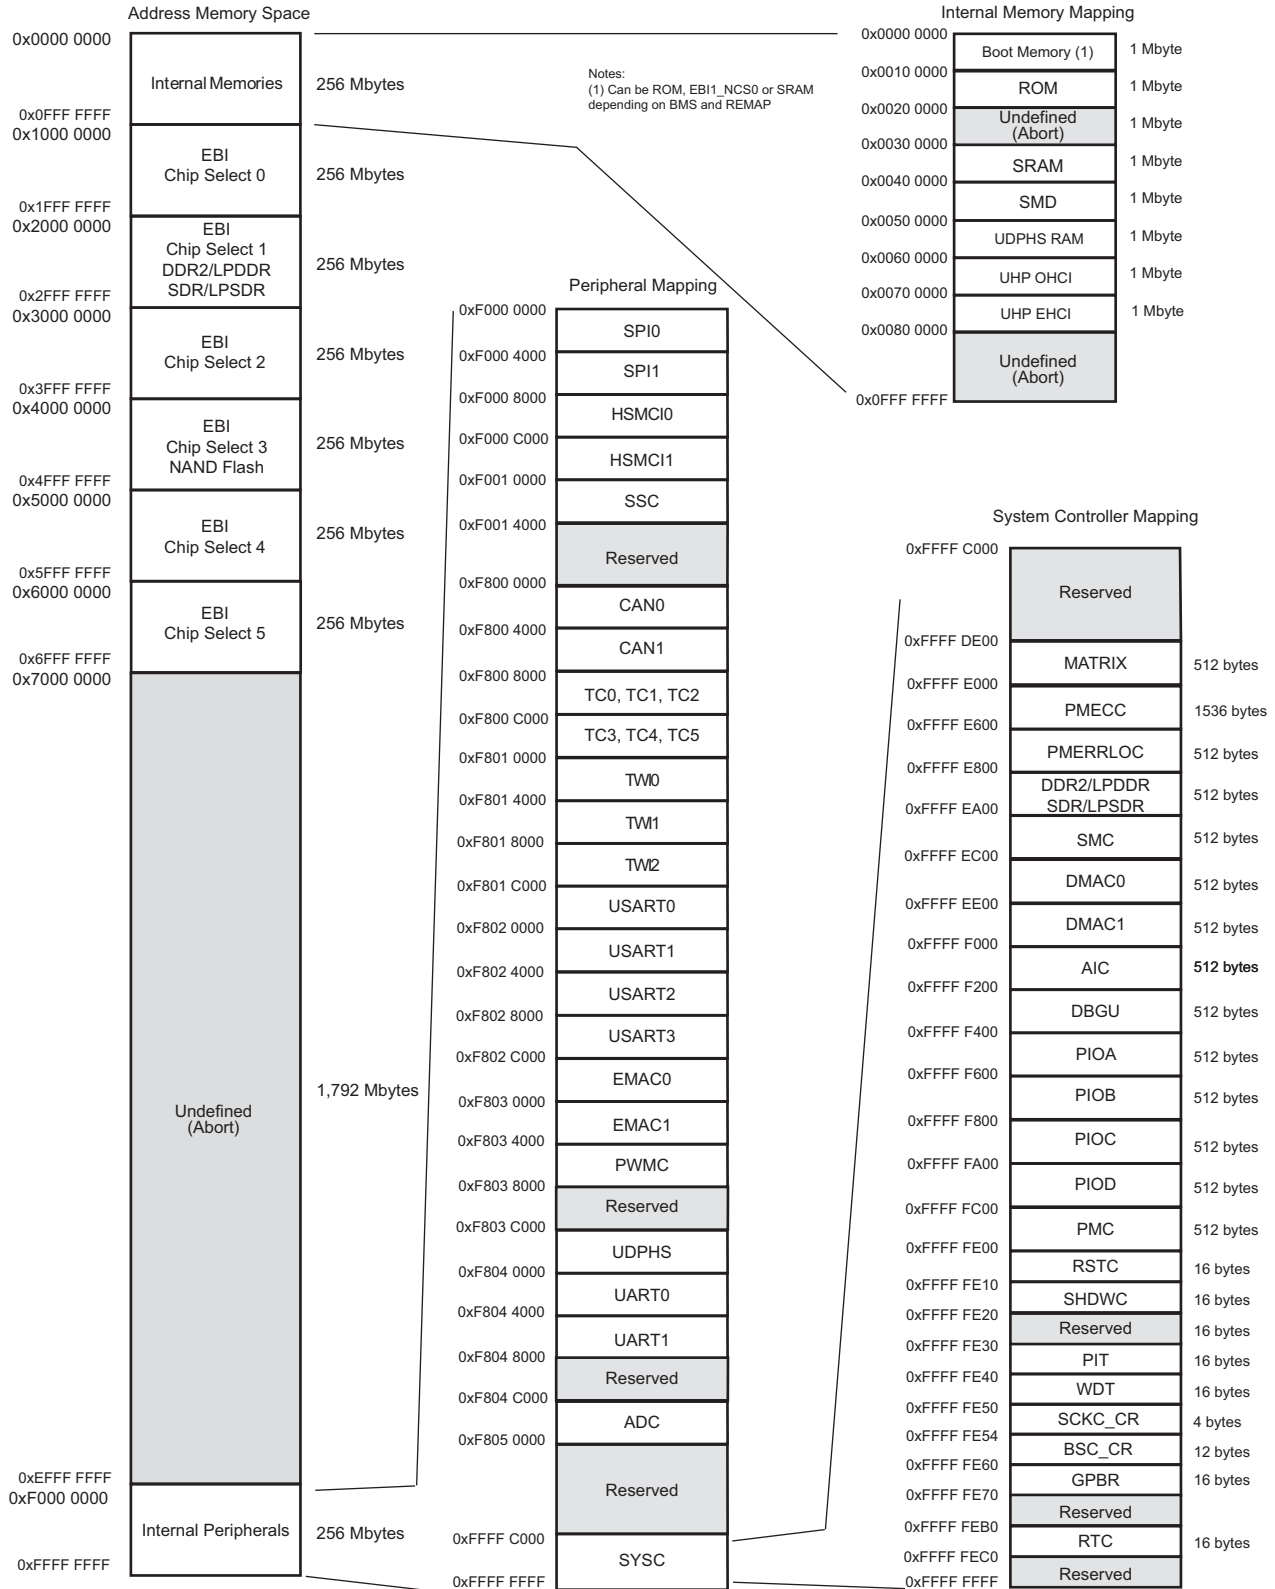 Address Memory Space
0x0000 0000
Internal Memories
256 Mbytes
0x0FFF FFFF
0x1000 0000
EBI
Chip Select 0
256 Mbytes
0x1FFF FFFF
0x2000 0000
EBI
Chip Select 1
DDR2/LPDDR
SDR/LPSDR
256 Mbytes
0x2FFF FFFF
0x3000 0000
EBI
Chip Select 2
256 Mbytes
0x3FFF FFFF
0x4000 0000
EBI
Chip Select 3
NAND Flash
256 Mbytes
0x4FFF FFFF
0x5000 0000
EBI
Chip Select 4
256 Mbytes
0x5FFF FFFF
0x6000 0000
EBI
Chip Select 5
256 Mbytes
0x6FFF FFFF
0x7000 0000
Undefined
(Abort)
1,792 Mbytes
0xEFFF FFFF
0xF000 0000
Internal Peripherals
256 Mbytes
0xFFFF FFFF
Notes:
(1) Can be ROM, EBI1_NCS0 or SRAM
depending on BMS and REMAP
Peripheral Mapping
0xF000 0000
SPI0
0xF000 4000
SPI1
0xF000 8000
HSMCI0
0xF000 C000
HSMCI1
0xF001 0000
SSC
0xF001 4000
Reserved
0xF800 0000
CAN0
0xF800 4000
CAN1
0xF800 8000
TC0, TC1, TC2
0xF800 C000
TC3, TC4, TC5
0xF801 0000
TWI0
0xF801 4000
TWI1
0xF801 8000
TWI2
0xF801 C000
USART0
0xF802 0000
USART1
0xF802 4000
USART2
0xF802 8000
USART3
0xF802 C000
EMAC0
0xF803 0000
EMAC1
0xF803 4000
PWMC
0xF803 8000
Reserved
0xF803 C000
UDPHS
0xF804 0000
UART0
0xF804 4000
UART1
0xF804 8000
Reserved
0xF804 C000
ADC
0xF805 0000
Reserved
0xFFFF C000
SYSC
0xFFFF FFFF
Internal Memory Mapping
0x0000 0000
Boot Memory (1)
1 Mbyte
0x0010 0000
ROM
1 Mbyte
0x0020 0000
Undefined
(Abort)
1 Mbyte
0x0030 0000
SRAM
1 Mbyte
0x0040 0000
SMD
1 Mbyte
0x0050 0000
UDPHS RAM
1 Mbyte
0x0060 0000
UHP OHCI
1 Mbyte
0x0070 0000
UHP EHCI
1 Mbyte
0x0080 0000
Undefined
(Abort)
0x0FFF FFFF
System Controller Mapping
0xFFFF C000
Reserved
0xFFFF DE00
MATRIX
512 bytes
0xFFFF E000
PMECC
1536 bytes
0xFFFF E600
PMERRLOC
512 bytes
0xFFFF E800
DDR2/LPDDR
SDR/LPSDR
512 bytes
0xFFFF EA00
SMC
512 bytes
0xFFFF EC00
DMAC0
512 bytes
0xFFFF EE00
DMAC1
512 bytes
0xFFFF F000
AIC
512 bytes
0xFFFF F200
DBGU
512 bytes
0xFFFF F400
PIOA
512 bytes
0xFFFF F600
PIOB
512 bytes
0xFFFF F800
PIOC
512 bytes
0xFFFF FA00
PIOD
512 bytes
0xFFFF FC00
PMC
512 bytes
0xFFFF FE00
RSTC
16 bytes
0xFFFF FE10
SHDWC
16 bytes
0xFFFF FE20
Reserved
16 bytes
0xFFFF FE30
PIT
16 bytes
0xFFFF FE40
WDT
16 bytes
0xFFFF FE50
SCKC_CR
4 bytes
0xFFFF FE54
BSC_CR
12 bytes
0xFFFF FE60
GPBR
16 bytes
0xFFFF FE70
Reserved
0xFFFF FEB0
RTC
16 bytes
0xFFFF FEC0
Reserved
0xFFFF FFFF